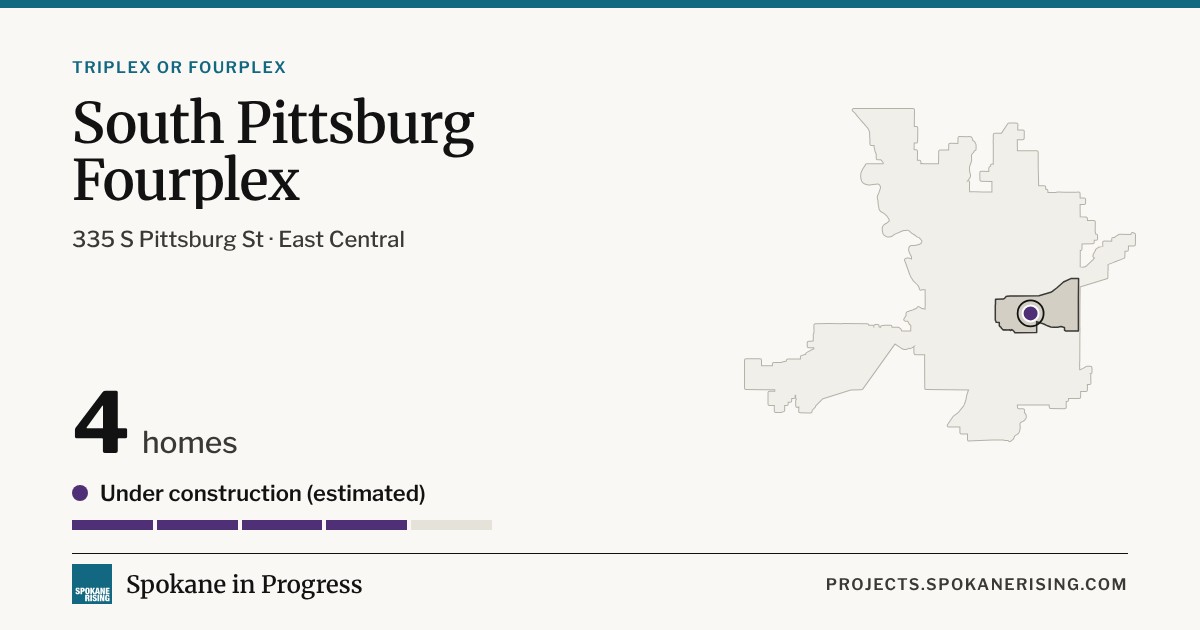 TRIPLEX OR FOURPLEX
South Pittsburg
Fourplex
335 S Pittsburg St · East Central
4 homes
Under construction (estimated)
SPOKANE
RISING
Spokane in Progress
PROJECTS.SPOKANERISING.COM